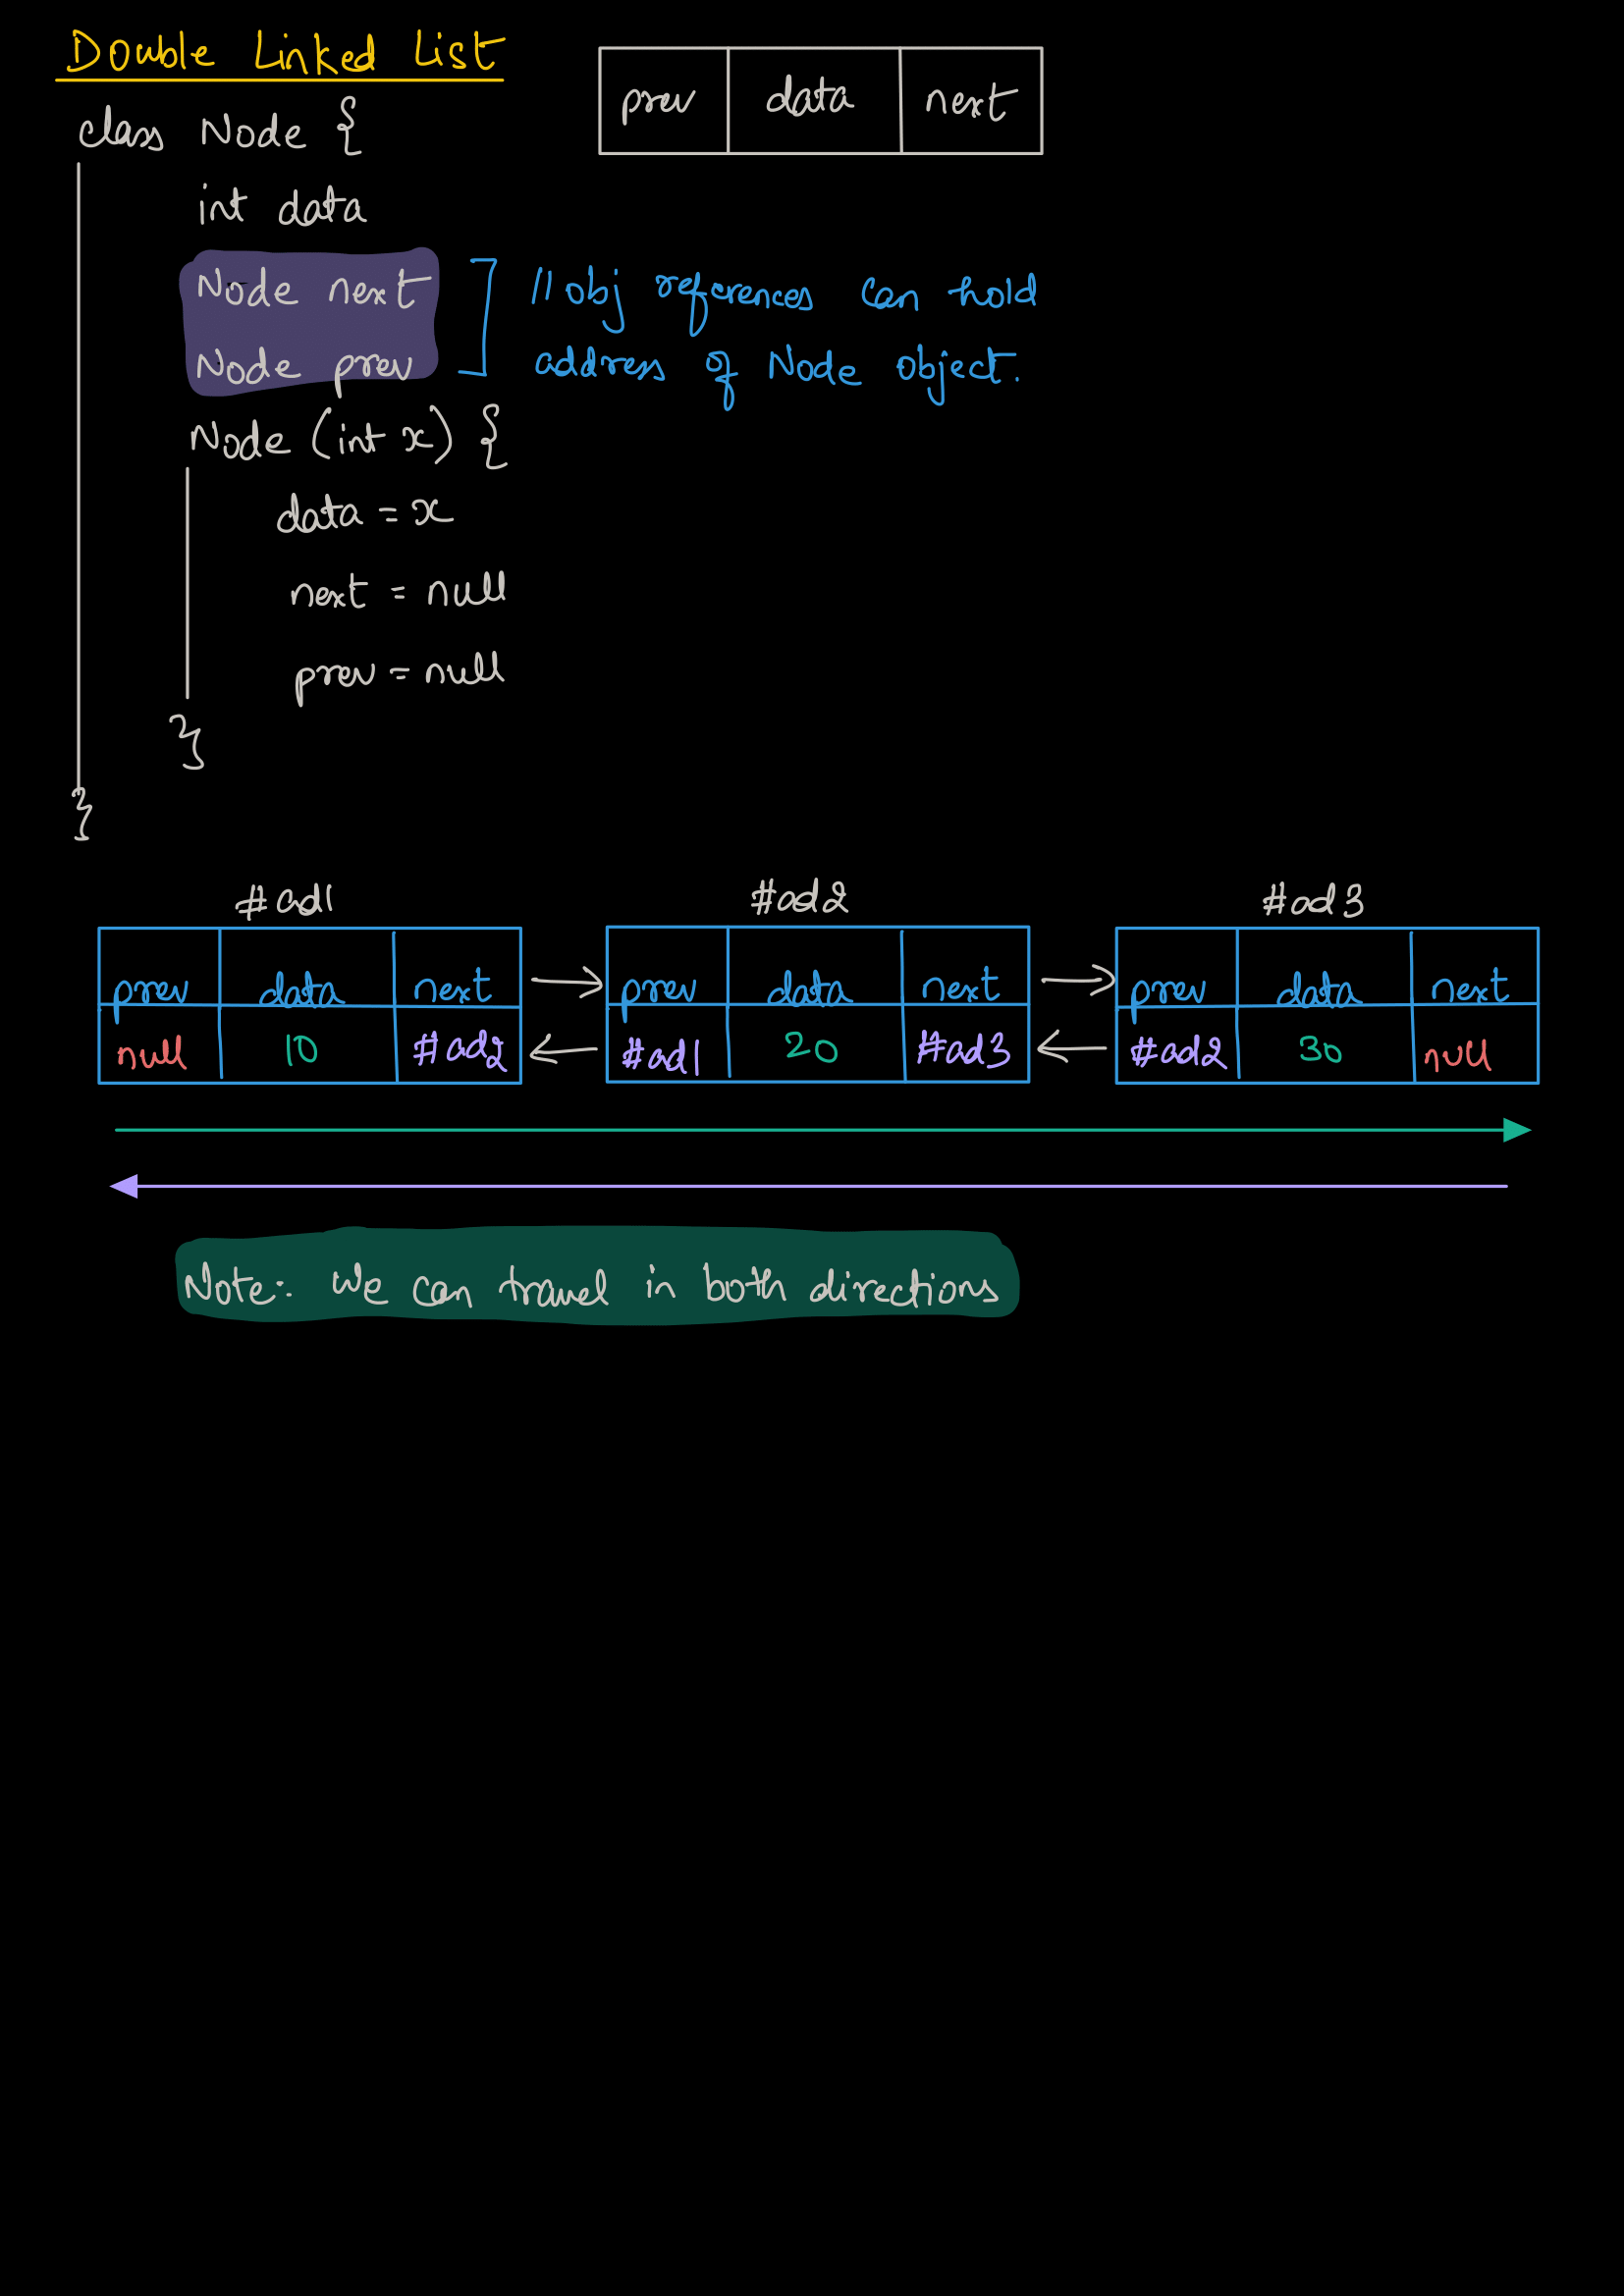 Double Linked List
prev data next
class Node {
int data
Node next
Node prev
//obj references can hold
address of Node object.
Node (int x) {
data = x
next = null
prev = null
}
}
#ad1 #ad2 #ad3
prev data next prev data next prev data next
null 10 #ad2 #ad1 20 #ad3 #ad2 30 null
Note:- We can travel in both directions